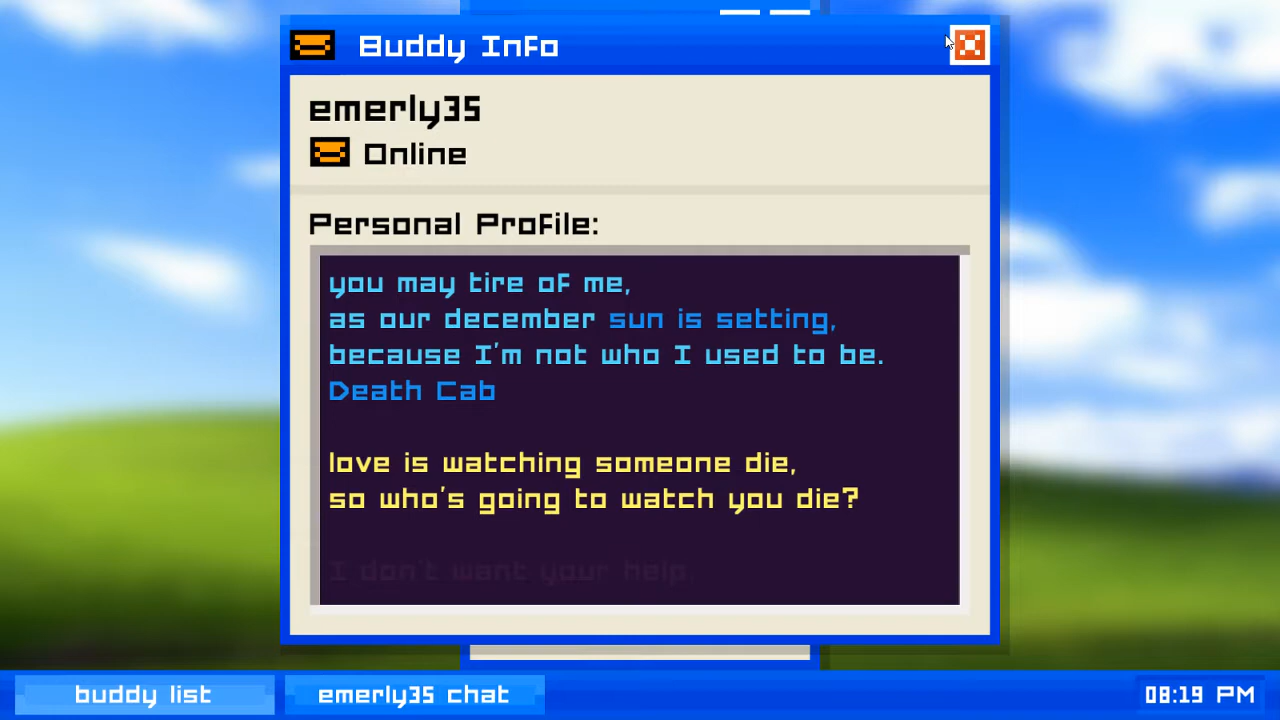 Buddy Info
emerly35
Online
Personal Profile:
you may tire of me,
as our december sun is setting,
because I'm not who I used to be.
Death Cab
love is watching someone die,
so who's going to watch you die?
I don't want your help.
buddy list
emerly35 chat
08:19 PM